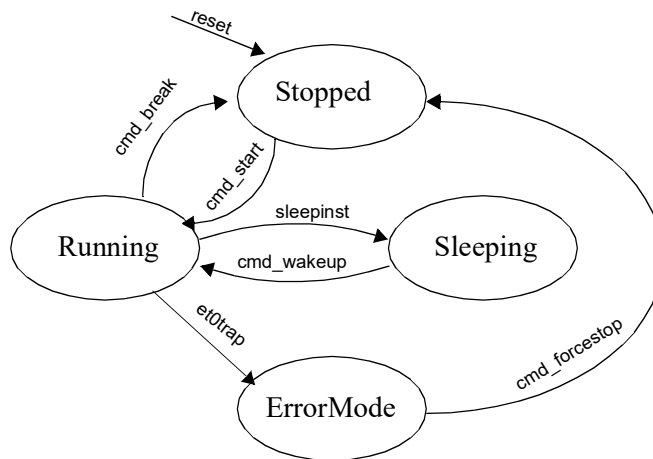 reset
Stopped
cmd_break
cmd_start
sleepinst
Running
Sleeping
cmd_wakeup
et0trap
cmd_forcestop
ErrorMode